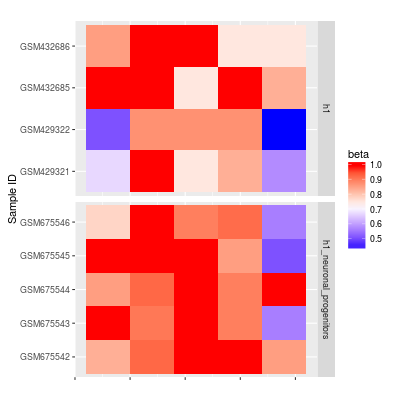 GSM432686
GSM432685
GSM429322
GSM429321
h1
GSM675546
GSM675545
GSM675544
GSM675543
GSM675542
h1_neuronal_progenitors
Sample ID
beta
1.0
0.9
0.8
0.7
0.6
0.5